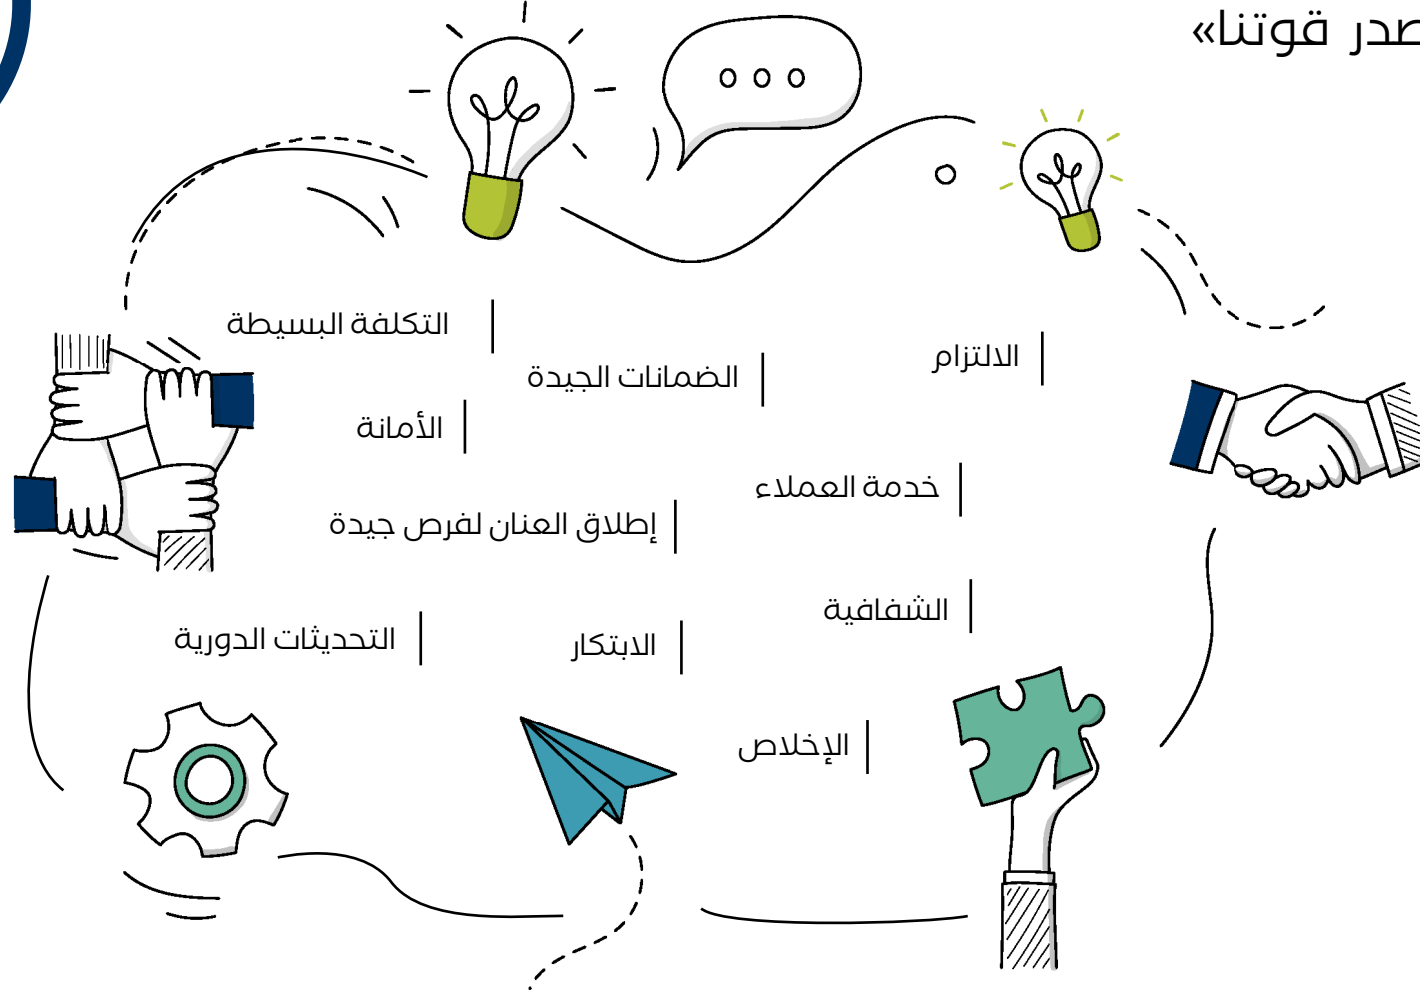 صدر قوتنا»
التكلفة البسيطة
الالتزام
الضمانات الجيدة
الأمانة
خدمة العملاء
إطلاق العنان لفرص جيدة
الشفافية
الابتكار
التحديثات الدورية
الإخلاص